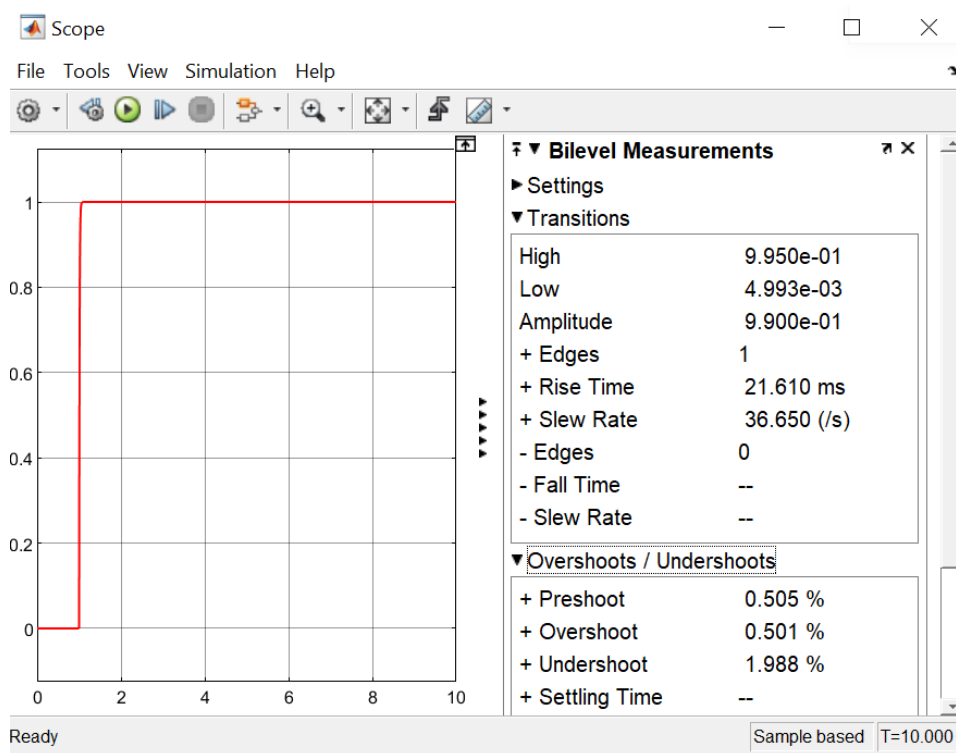 Scope
File Tools View Simulation Help
1
0.8
0.6
0.4
0.2
0
0 2 4 6 8 10
Bilevel Measurements
Settings
Transitions
High 9.950e-01
Low 4.993e-03
Amplitude 9.900e-01
+ Edges 1
+ Rise Time 21.610 ms
+ Slew Rate 36.650 (/s)
- Edges 0
- Fall Time --
- Slew Rate --
Overshoots / Undershoots
+ Preshoot 0.505 %
+ Overshoot 0.501 %
+ Undershoot 1.988 %
+ Settling Time --
Ready Sample based T=10.000